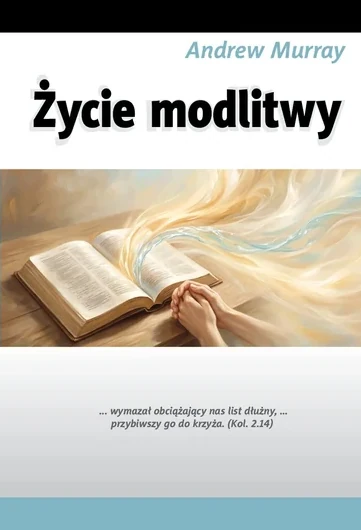 Andrew Murray
Życie modlitwy
... wymazał obciążający nas list dłużny, ...
przybiwszy go do krzyża. (Kol. 2.14)